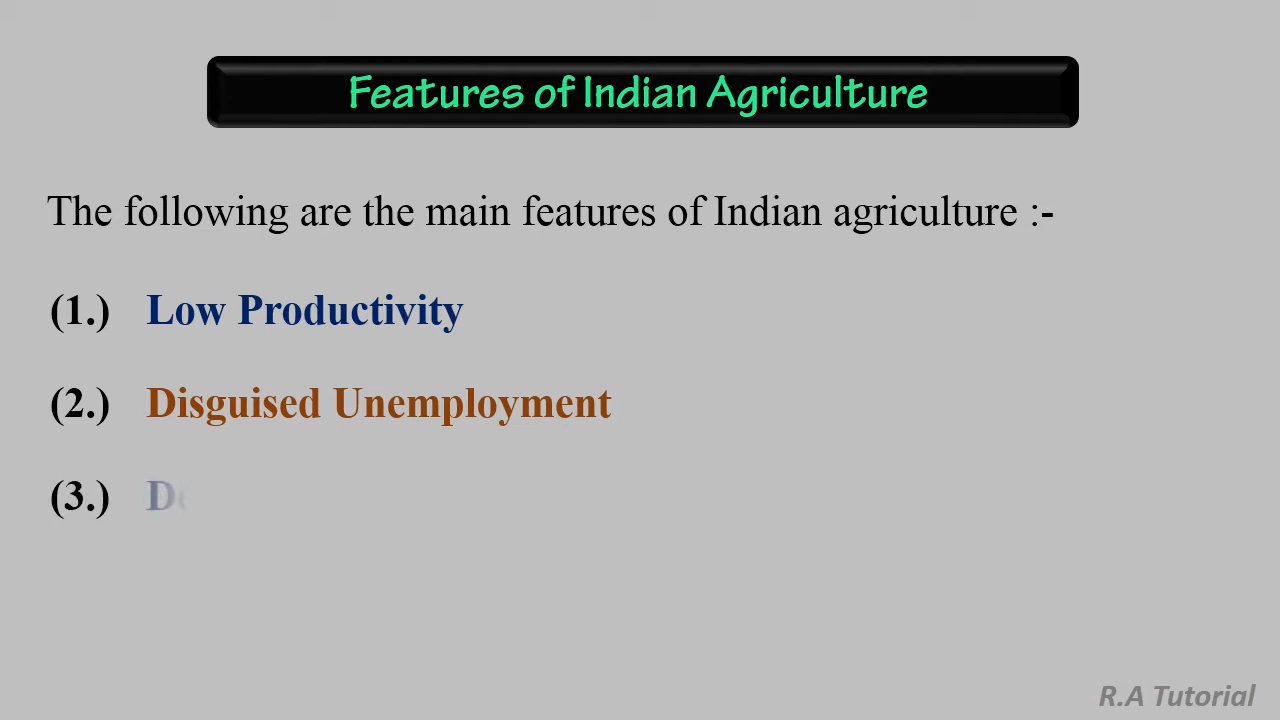 Features of Indian Agriculture
The following are the main features of Indian agriculture :-
(1.) Low Productivity
(2.) Disguised Unemployment
(3.) D
R.A Tutorial